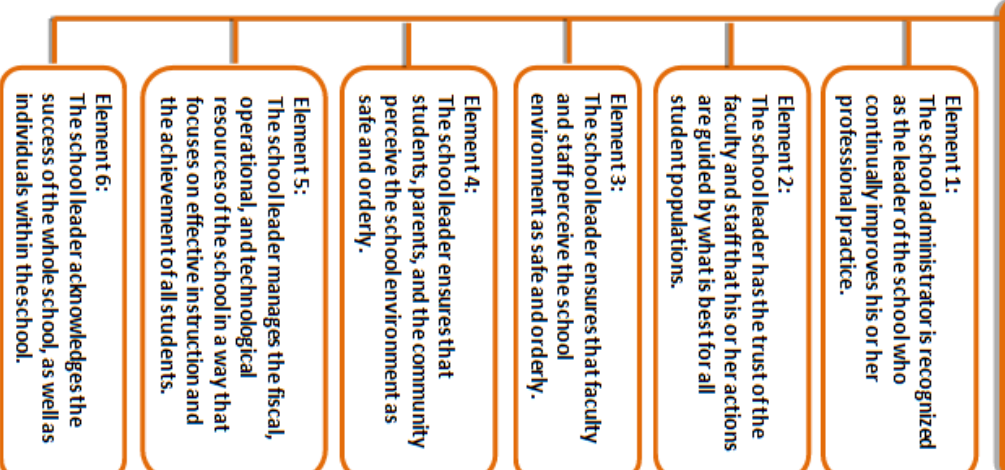 Element 1:
The school administrator is recognized
as the leader of the school who
continually improves his or her
professional practice.
Element 2:
The school leader has the trust of the
faculty and staff that his or her actions
are guided by what is best for all
student populations.
Element 3:
The school leader ensures that faculty
and staff perceive the school
environment as safe and orderly.
Element 4:
The school leader ensures that
students, parents, and the community
perceive the school environment as
safe and orderly.
Element 5:
The school leader manages the fiscal,
operational, and technological
resources of the school in a way that
focuses on effective instruction and
the achievement of all students.
Element 6:
The school leader acknowledges the
success of the whole school, as well as
individuals within the school.